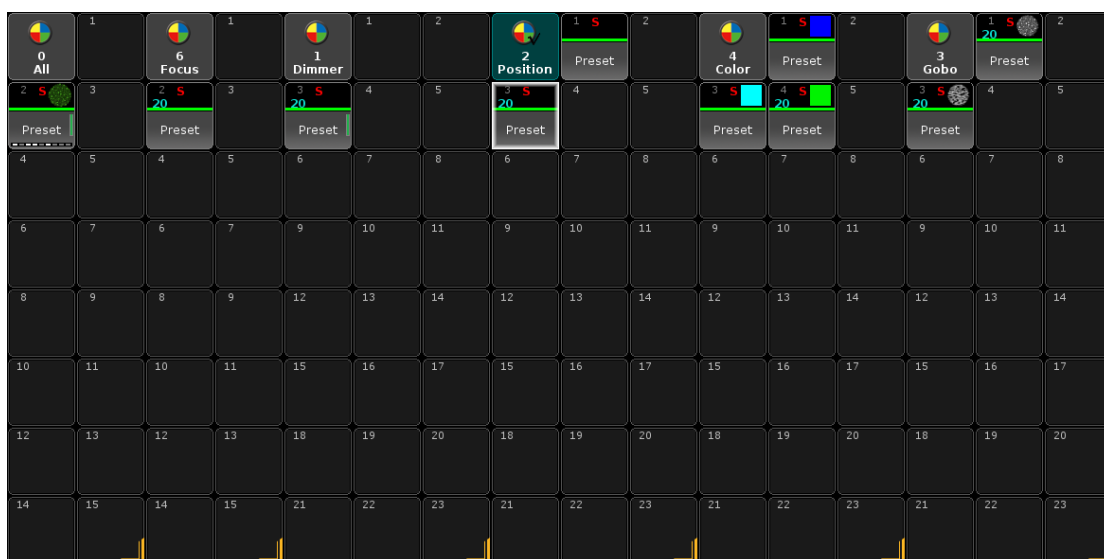 1 1 1 2 1 S 2 1 S 2 1 S 2
20
0 6 1 2 Preset 4 Preset 3 Preset
All Focus Dimmer Position Color Gobo
2 S 3 2 S 3 3 S 4 5 3 S 4 5 3 S 4 S 5 3 S 4 5
20 20 20 20 20
Preset Preset Preset Preset Preset Preset Preset
4 5 4 5 6 7 8 6 7 8 6 7 8 6 7 8
6 7 6 7 9 10 11 9 10 11 9 10 11 9 10 11
8 9 8 9 12 13 14 12 13 14 12 13 14 12 13 14
10 11 10 11 15 16 17 15 16 17 15 16 17 15 16 17
12 13 12 13 18 19 20 18 19 20 18 19 20 18 19 20
14 15 14 15 21 22 23 21 22 23 21 22 23 21 22 23